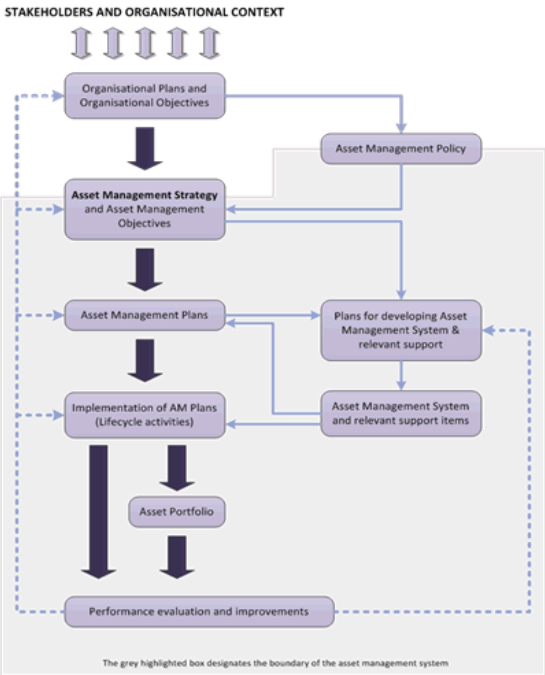 STAKEHOLDERS AND ORGANISATIONAL CONTEXT
Organisational Plans and
Organisational Objectives
Asset Management Policy
Asset Management Strategy
and Asset Management
Objectives
Asset Management Plans
Plans for developing Asset
Management System &
relevant support
Implementation of AM Plans
(Lifecycle activities)
Asset Management System
and relevant support items
Asset Portfolio
Performance evaluation and improvements
The grey highlighted box designates the boundary of the asset management system